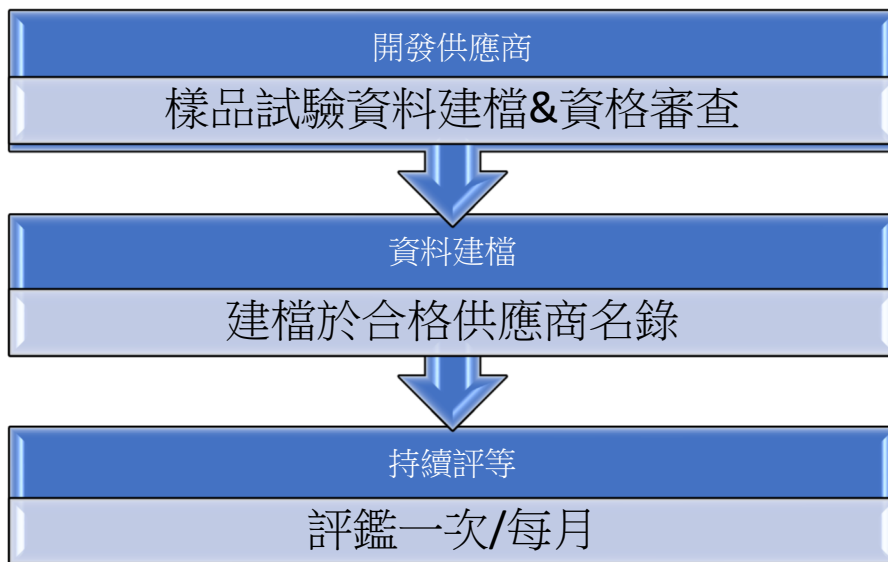 開發供應商
樣品試驗資料建檔&資格審查
資料建檔
建檔於合格供應商名錄
持續評等
評鑑一次/每月